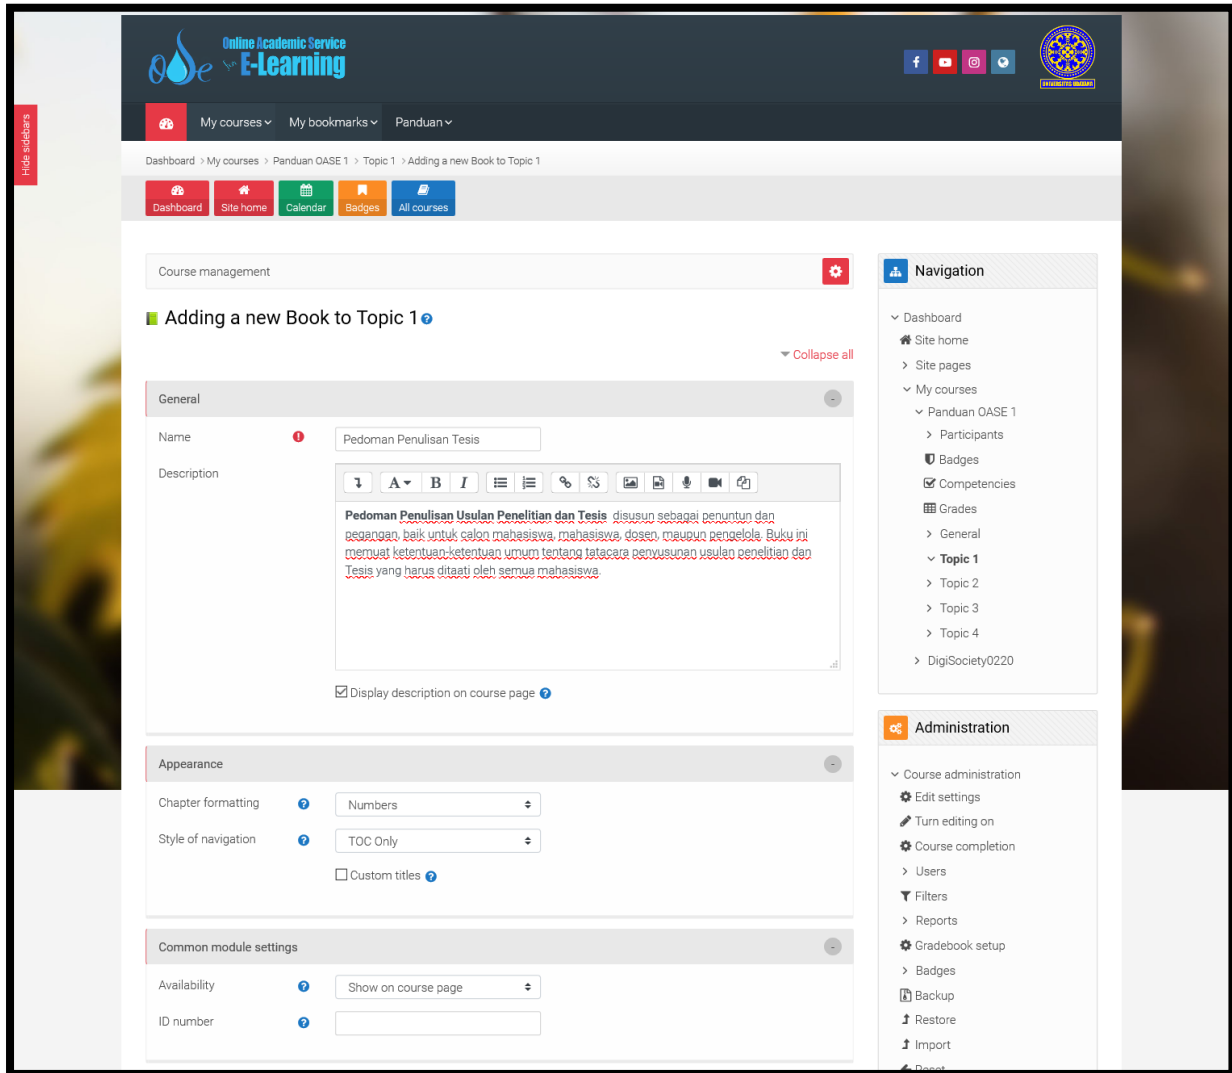 Online Academic Service
for E-Learning
Oase
UNIVERSITAS UDAYANA
Hide sidebars
My courses
My bookmarks
Panduan
Dashboard > My courses > Panduan OASE 1 > Topic 1 > Adding a new Book to Topic 1
Dashboard
Site home
Calendar
Badges
All courses
Course management
Adding a new Book to Topic 1
Collapse all
General
Name
Pedoman Penulisan Tesis
Description
A B I
Pedoman Penulisan Usulan Penelitian dan Tesis disusun sebagai penuntun dan
pegangan, baik untuk calon mahasiswa, mahasiswa, dosen, maupun pengelola. Buku ini
memuat ketentuan-ketentuan umum tentang tatacara penyusunan usulan penelitian dan
Tesis yang harus ditaati oleh semua mahasiswa.
Display description on course page
Appearance
Chapter formatting
Numbers
Style of navigation
TOC Only
Custom titles
Common module settings
Availability
Show on course page
ID number
Navigation
Dashboard
Site home
Site pages
My courses
Panduan OASE 1
Participants
Badges
Competencies
Grades
General
Topic 1
Topic 2
Topic 3
Topic 4
DigiSociety0220
Administration
Course administration
Edit settings
Turn editing on
Course completion
Users
Filters
Reports
Gradebook setup
Badges
Backup
Restore
Import
Reset